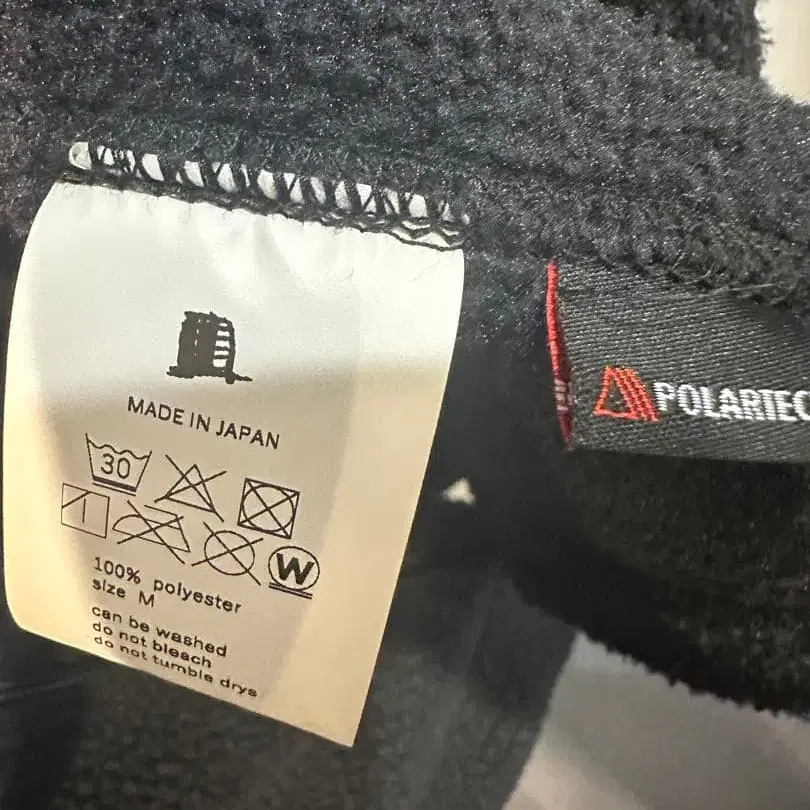 MADE IN JAPAN
30
W
100% polyester
size M
can be washed
do not bleach
do not tumble drys
POLARTEC